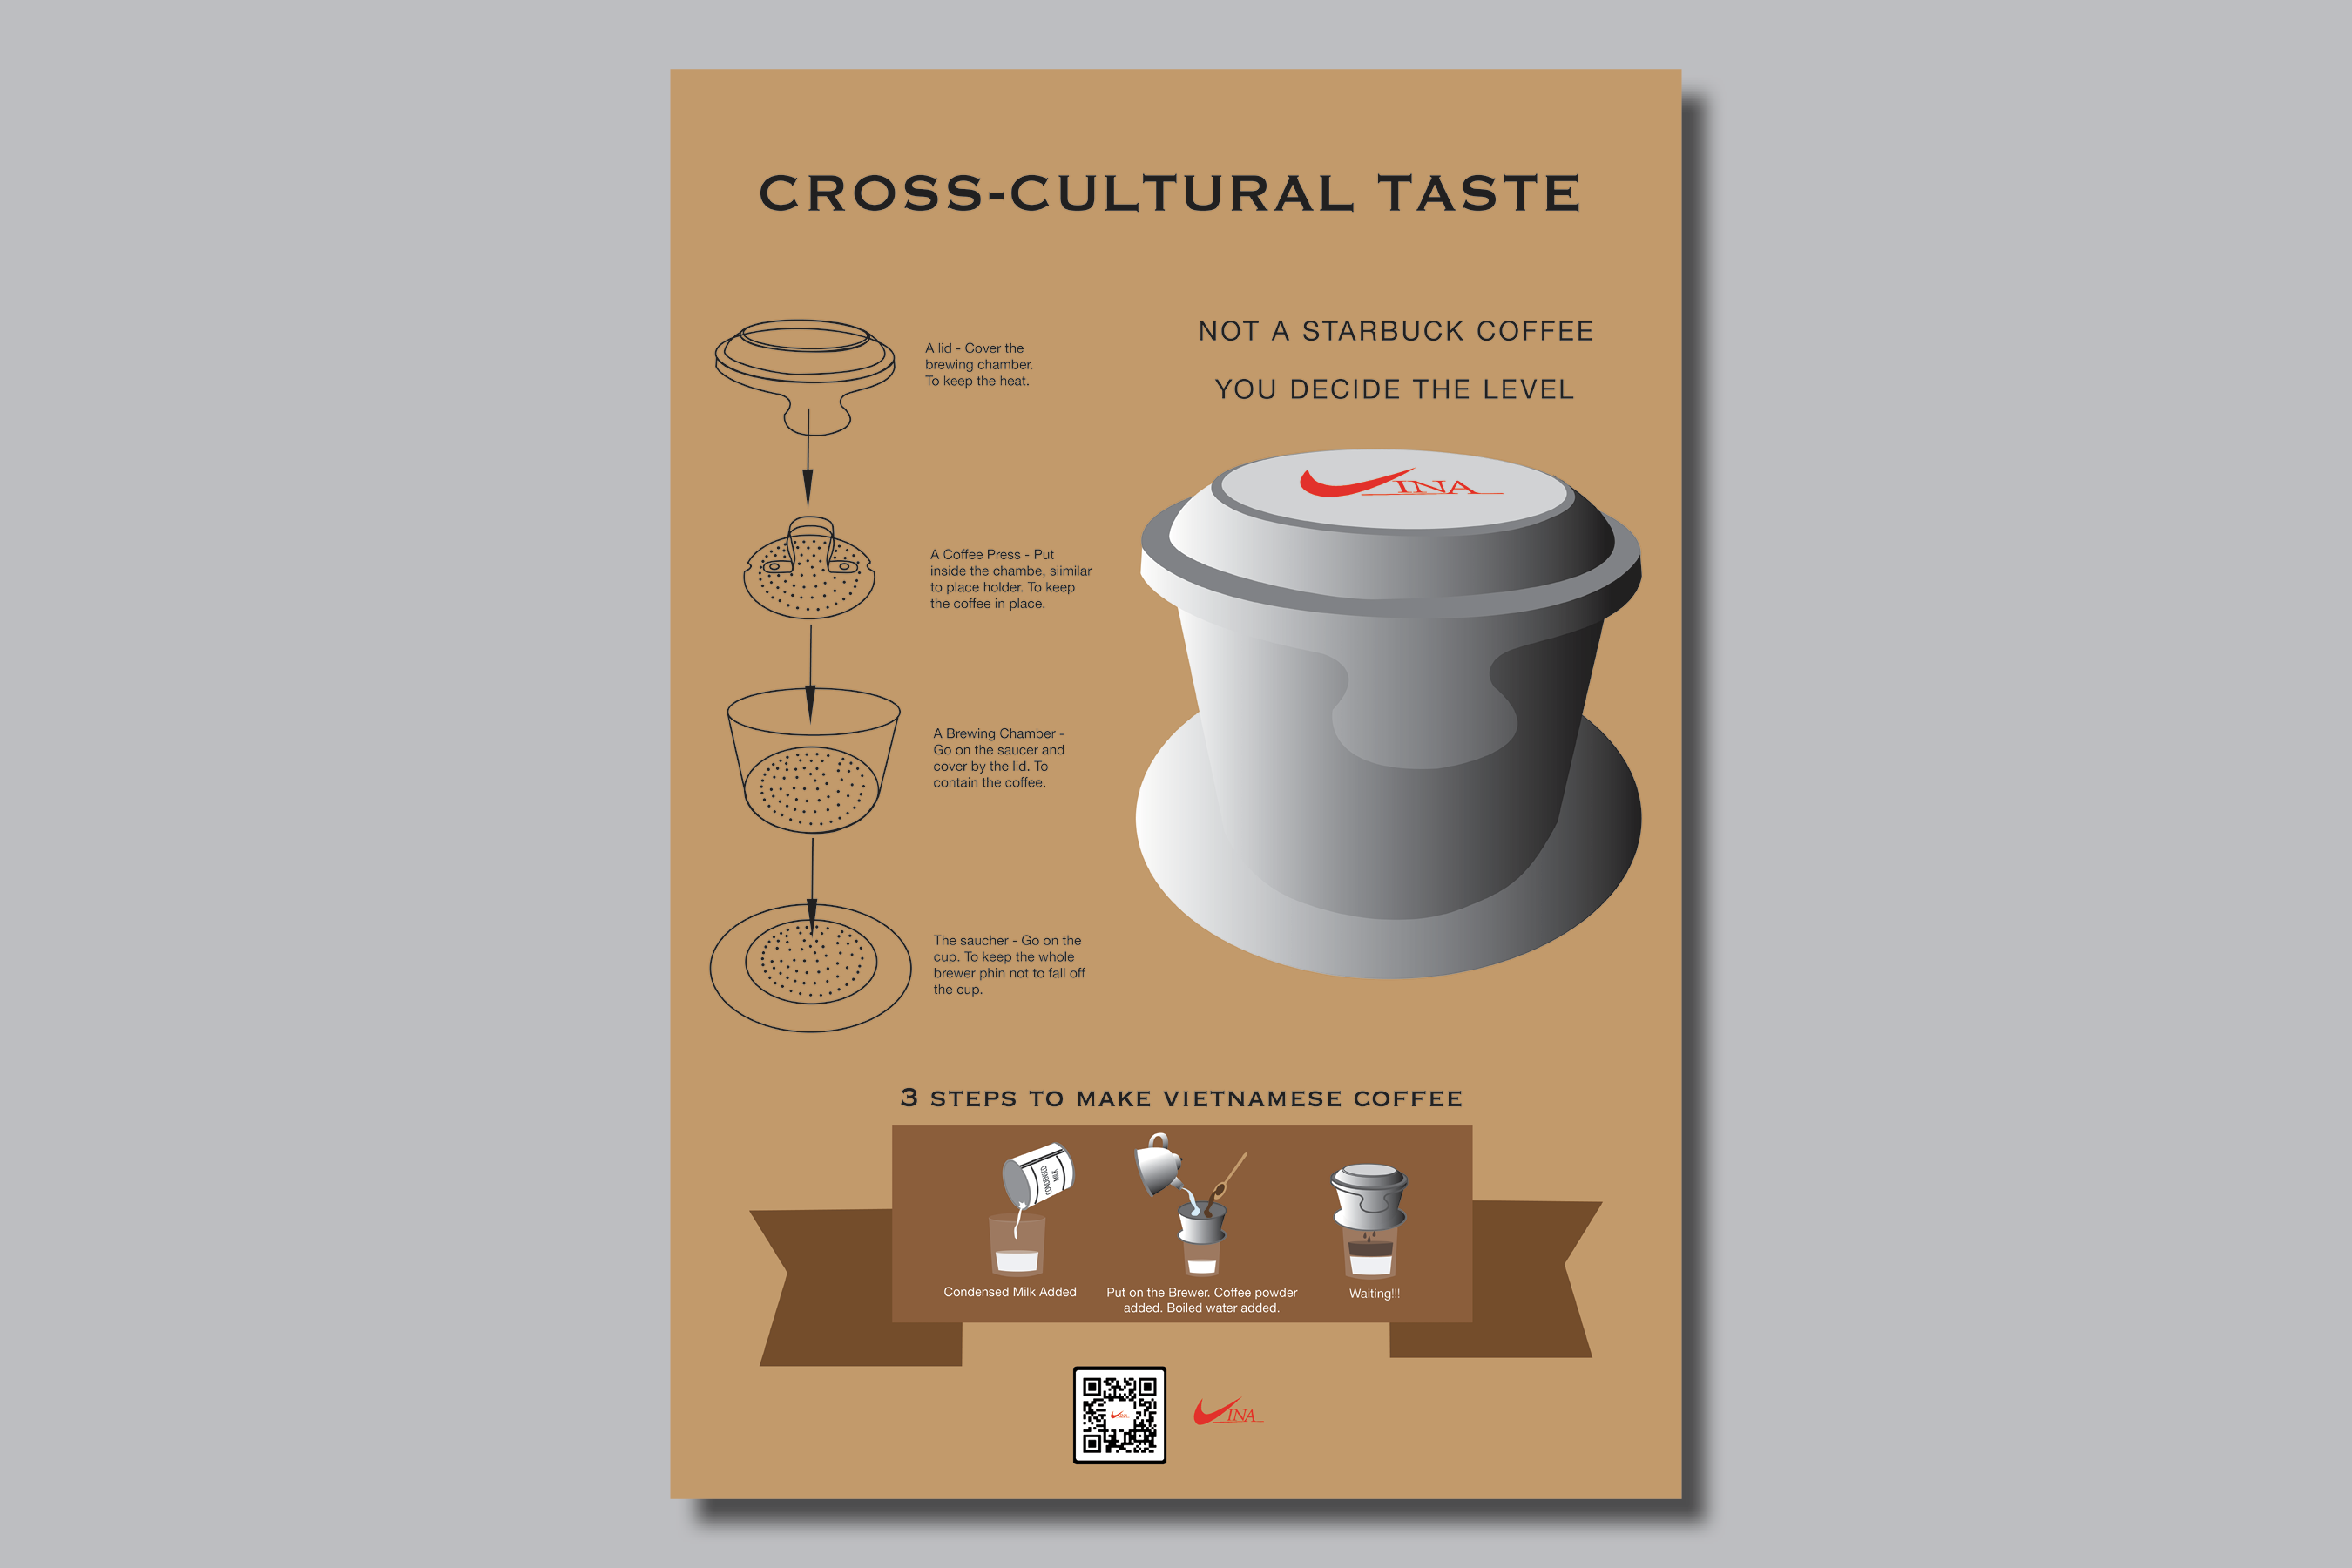 CROSS-CULTURAL TASTE
A lid - Cover the
brewing chamber.
To keep the heat.
NOT A STARBUCK COFFEE
YOU DECIDE THE LEVEL
INA
A Coffee Press - Put
inside the chambe, siimilar
to place holder. To keep
the coffee in place.
A Brewing Chamber -
Go on the saucer and
cover by the lid. To
contain the coffee.
The saucher - Go on the
cup. To keep the whole
brewer phin not to fall off
the cup.
3 STEPS TO MAKE VIETNAMESE COFFEE
CONDENSED
MILK
Condensed Milk Added
Put on the Brewer. Coffee powder
added. Boiled water added.
Waiting!!!
INA